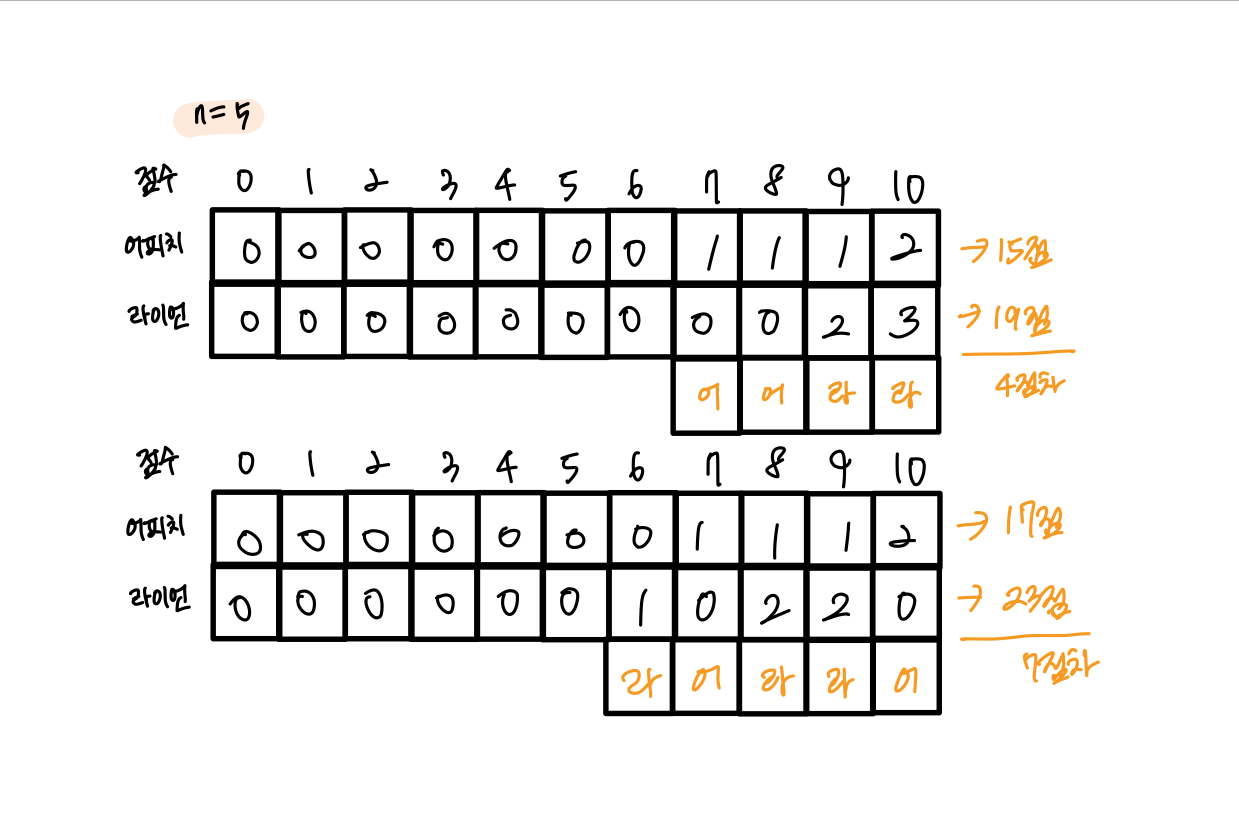 n=5
점수 0 1 2 3 4 5 6 7 8 9 10
어피치 0 0 0 0 0 0 0 1 1 1 2 → 15점
라이언 0 0 0 0 0 0 0 0 0 2 3 → 19점
어 어 라 라 4점차
점수 0 1 2 3 4 5 6 7 8 9 10
어피치 0 0 0 0 0 0 0 1 1 1 2 → 17점
라이언 0 0 0 0 0 0 1 0 2 2 0 → 23점
라 어 라 라 어 7점차